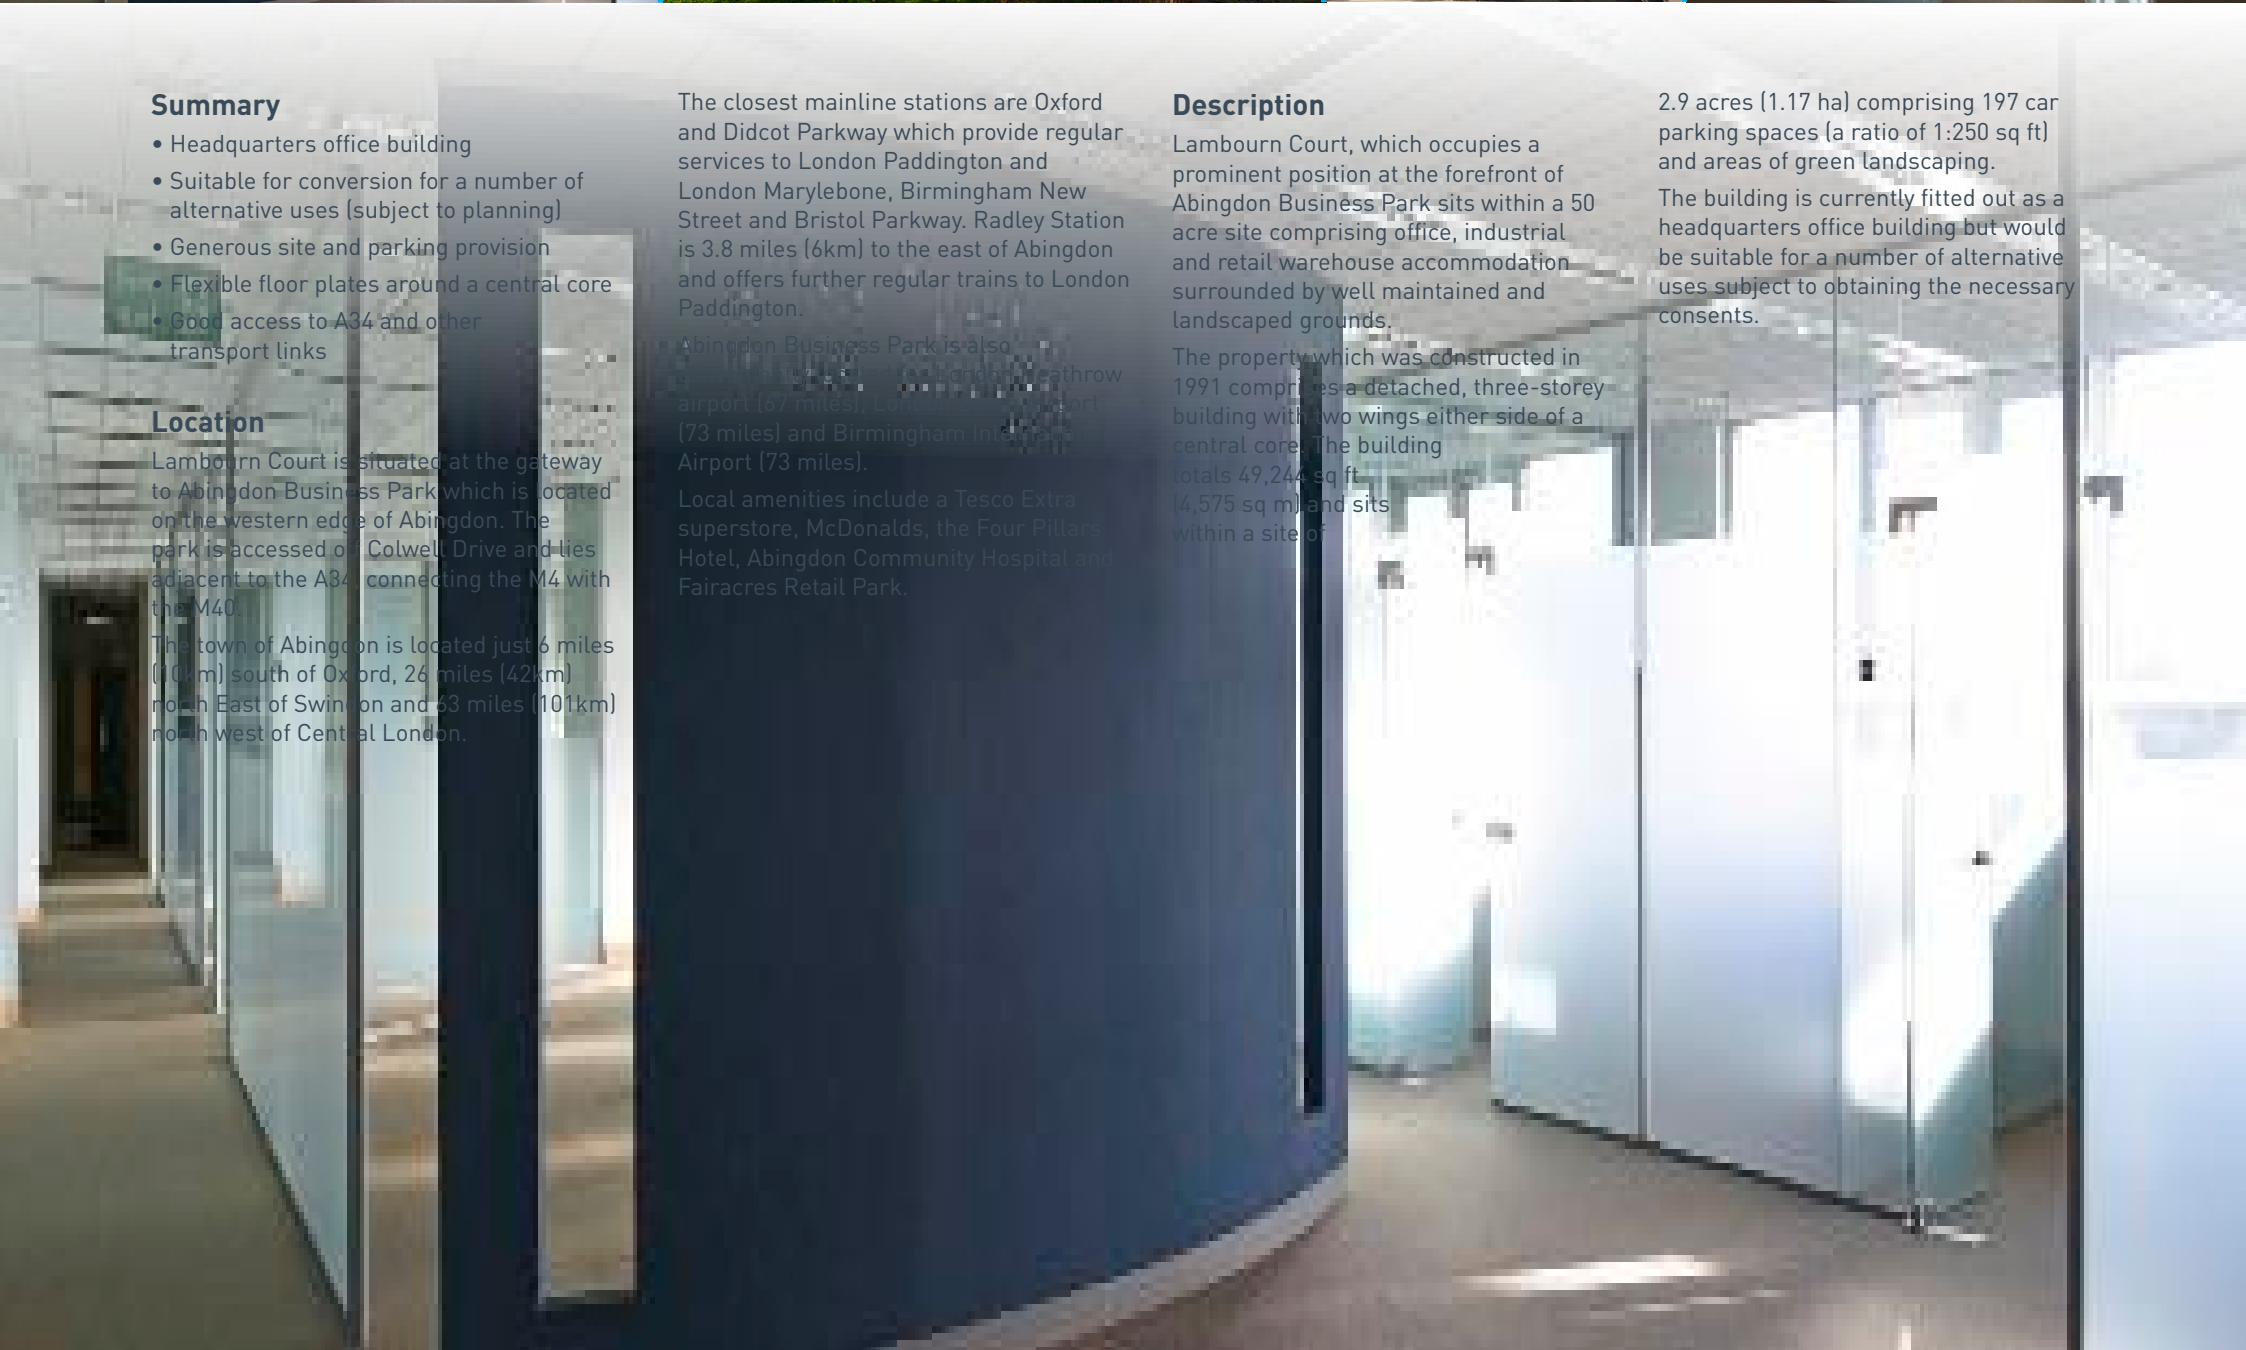 Summary
• Headquarters office building
• Suitable for conversion for a number of
alternative uses (subject to planning)
• Generous site and parking provision
• Flexible floor plates around a central core
• Good access to A34 and other
transport links
Location
Lambourn Court is situated at the gateway
to Abingdon Business Park which is located
on the western edge of Abingdon. The
park is accessed off Colwell Drive and lies
adjacent to the A34, connecting the M4 with
the M40.
The town of Abingdon is located just 6 miles
(10km) south of Oxford, 26 miles (42km)
north East of Swindon and 63 miles (101km)
north west of Central London.
The closest mainline stations are Oxford
and Didcot Parkway which provide regular
services to London Paddington and
London Marylebone, Birmingham New
Street and Bristol Parkway. Radley Station
is 3.8 miles (6km) to the east of Abingdon
and offers further regular trains to London
Paddington.
Abingdon Business Park is also
London Heathrow
airport (67 miles),
(73 miles) and Birmingham
Airport (73 miles).
Local amenities include a Tesco Extra
superstore, McDonalds, the Four Pillars
Hotel, Abingdon Community Hospital and
Fairacres Retail Park.
Description
Lambourn Court, which occupies a
prominent position at the forefront of
Abingdon Business Park sits within a 50
acre site comprising office, industrial
and retail warehouse accommodation
surrounded by well maintained and
landscaped grounds.
The property which was constructed in
1991 comprises a detached, three-storey
building with two wings either side of a
central core. The building
totals 49,244 sq ft
(4,575 sq m) and sits
within a site of
2.9 acres (1.17 ha) comprising 197 car
parking spaces (a ratio of 1:250 sq ft)
and areas of green landscaping.
The building is currently fitted out as a
headquarters office building but would
be suitable for a number of alternative
uses subject to obtaining the necessary
consents.